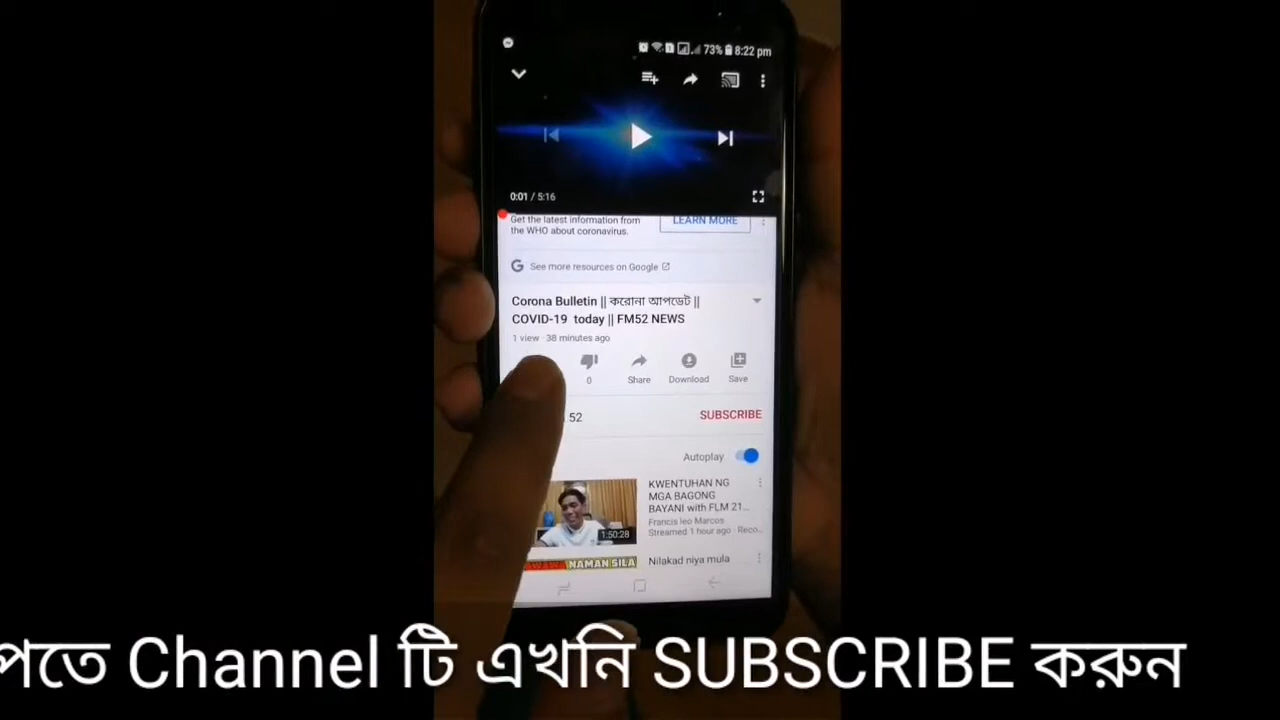 73% 8:22 pm
0:01 / 5:16
Get the latest information from
the WHO about coronavirus.
LEARN MORE
See more resources on Google
Corona Bulletin || করোনা আপডেট ||
COVID-19 today || FM52 NEWS
1 view · 38 minutes ago
0
Share
Download
Save
52
SUBSCRIBE
Autoplay
KWENTUHAN NG
MGA BAGONG
BAYANI with FLM 21...
Francis leo Marcos
Streamed 1 hour ago · Reco...
1:50:28
NAMAN SILA
Nilakad niya mula
পেতে Channel টি এখনি SUBSCRIBE করুন